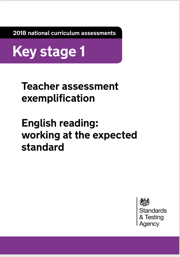 2018 national curriculum assessments
Key stage 1
Teacher assessment
exemplification
English reading:
working at the expected
standard
Standards
& Testing
Agency